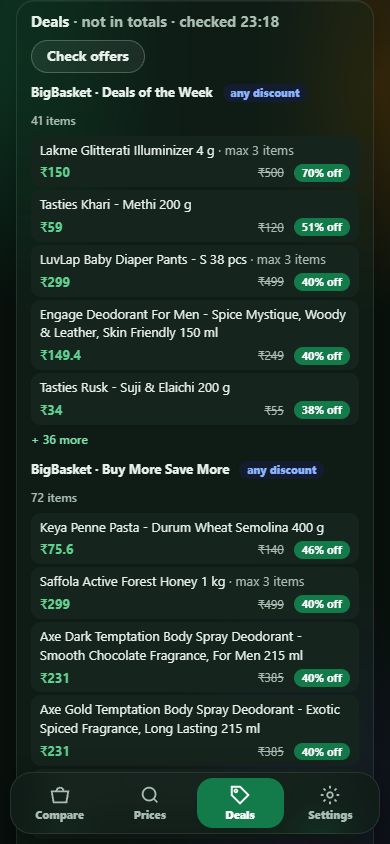 Deals · not in totals · checked 23:18
Check offers
BigBasket · Deals of the Week any discount
41 items
Lakme Glitterati Illuminizer 4 g · max 3 items
₹150 ₹500 70% off
Tasties Khari - Methi 200 g
₹59 ₹120 51% off
LuvLap Baby Diaper Pants - S 38 pcs · max 3 items
₹299 ₹499 40% off
Engage Deodorant For Men - Spice Mystique, Woody
& Leather, Skin Friendly 150 ml
₹149.4 ₹249 40% off
Tasties Rusk - Suji & Elaichi 200 g
₹34 ₹55 38% off
+ 36 more
BigBasket · Buy More Save More any discount
72 items
Keya Penne Pasta - Durum Wheat Semolina 400 g
₹75.6 ₹140 46% off
Saffola Active Forest Honey 1 kg · max 3 items
₹299 ₹499 40% off
Axe Dark Temptation Body Spray Deodorant -
Smooth Chocolate Fragrance, For Men 215 ml
₹231 ₹385 40% off
Axe Gold Temptation Body Spray Deodorant - Exotic
Spiced Fragrance, Long Lasting 215 ml
₹231 ₹385 40% off
Compare Prices Deals Settings